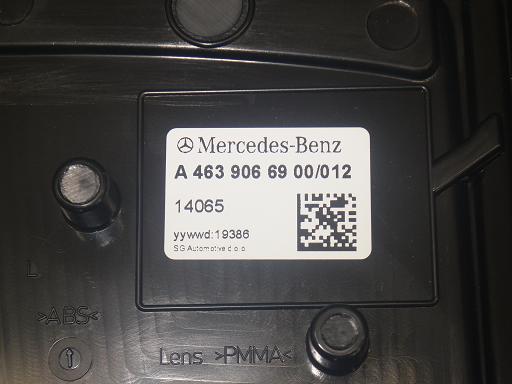 Mercedes-Benz
A 463 906 69 00/012
14065
yywwd:19386
SG Automotive d.o.o.
L
>ABS<
Lens >PMMA<